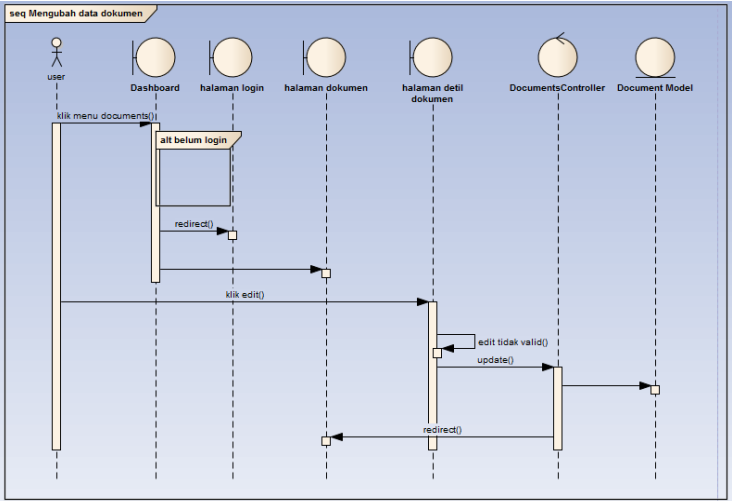 seq Mengubah data dokumen
user
Dashboard
halaman login
halaman dokumen
halaman detil
dokumen
DocumentsController
Document Model
klik menu documents()
alt belum login
redirect()
klik edit()
edit tidak valid()
update()
redirect()